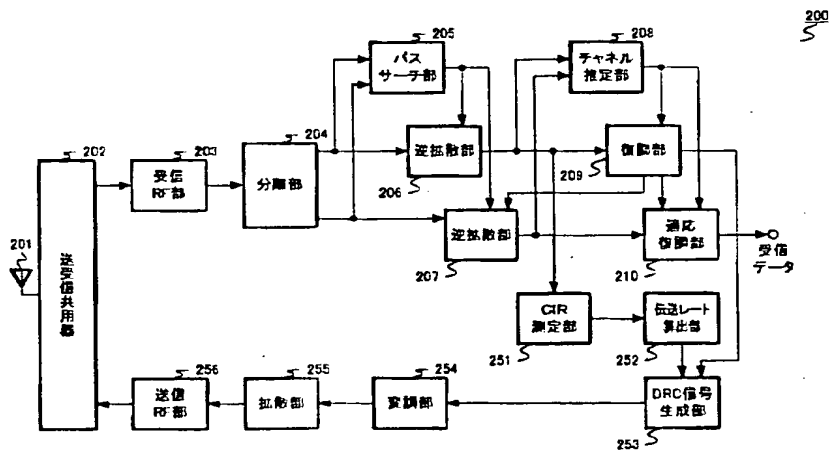 200
205
パス
サーチ部
208
チャネル
推定部
202
203
受信
RF部
204
分離部
逆拡散部
206
復調部
209
201
送受信共用器
逆拡散部
207
適応
復調部
210
受信
データ
CIR
測定部
251
伝送レート
算出部
252
256
送信
RF部
255
拡散部
254
変調部
DRC信号
生成部
253